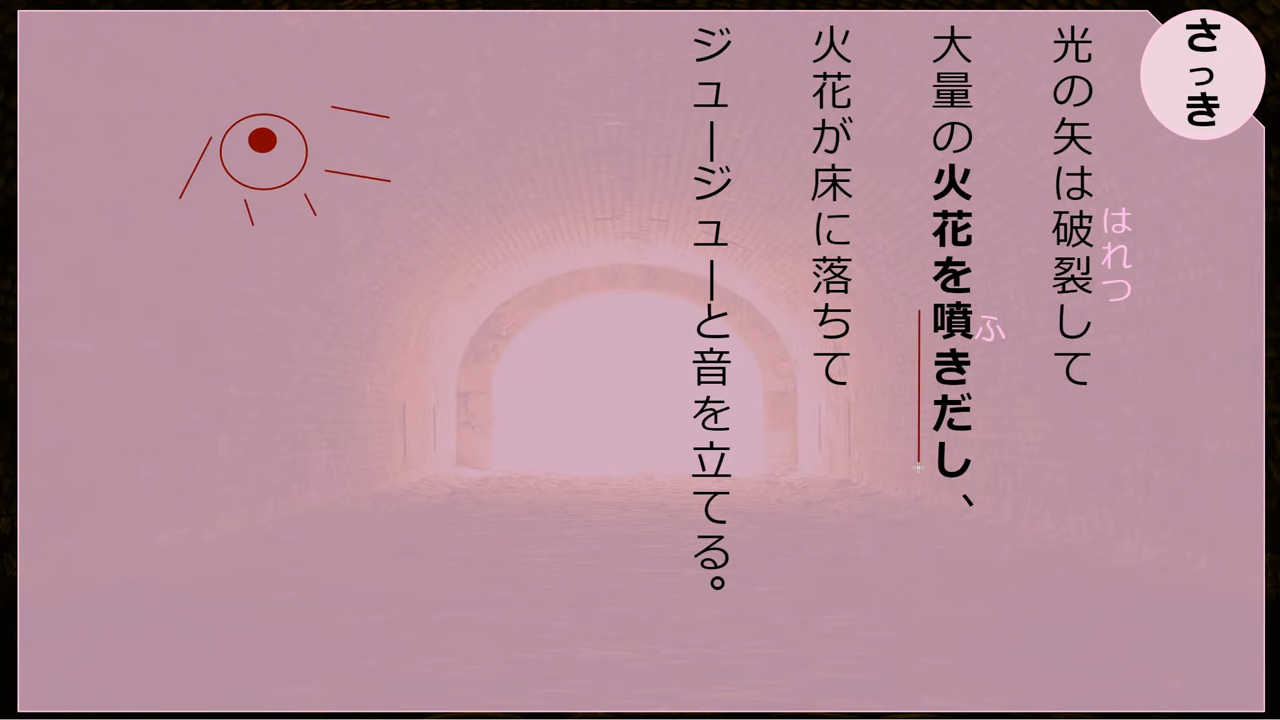 さっき
光の矢は破裂して
はれつ
大量の火花を噴きだし、
ふ
火花が床に落ちて
ジュージューと音を立てる。